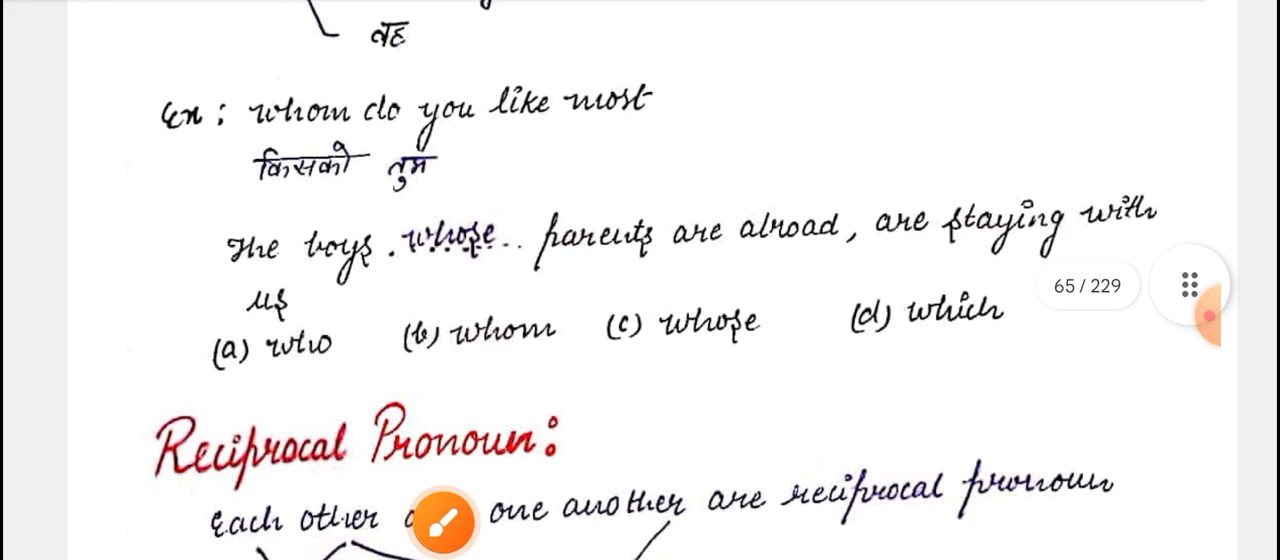 वह
Ex : whom do you like most
किसको तुम
The boys . whose .. parents are abroad, are staying with
65 / 229
(a) who (b) whom (c) whose (d) which
Reciprocal Pronoun :
Each other one another are reciprocal pronoun